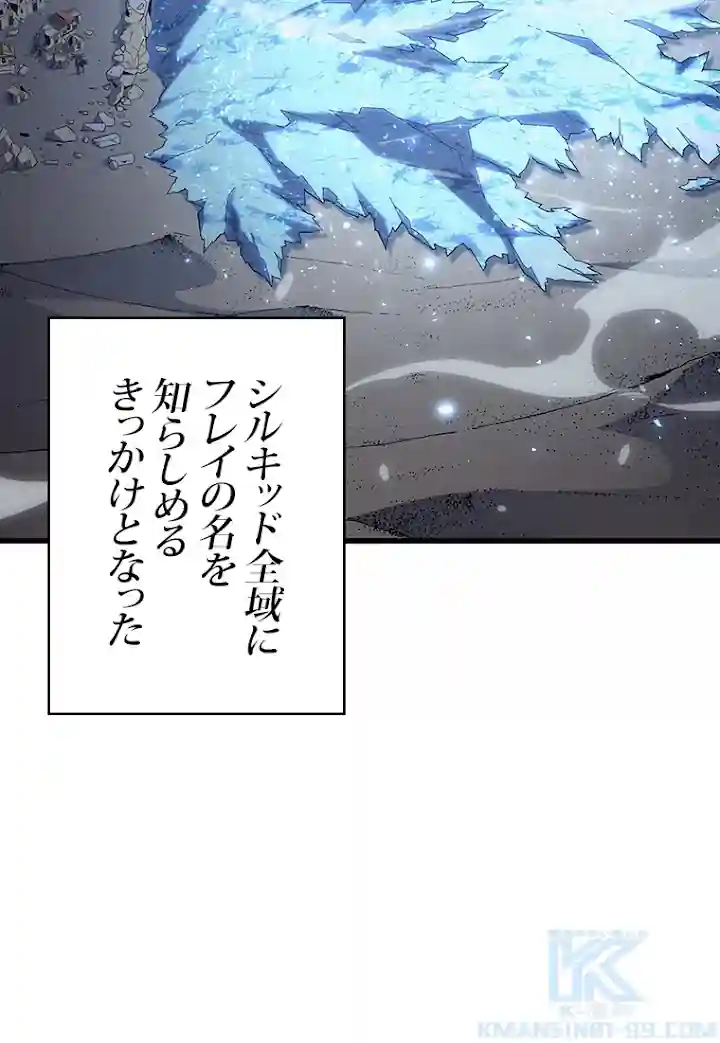 シルキッド全域に
フレイの名を
知らしめる
きっかけとなった